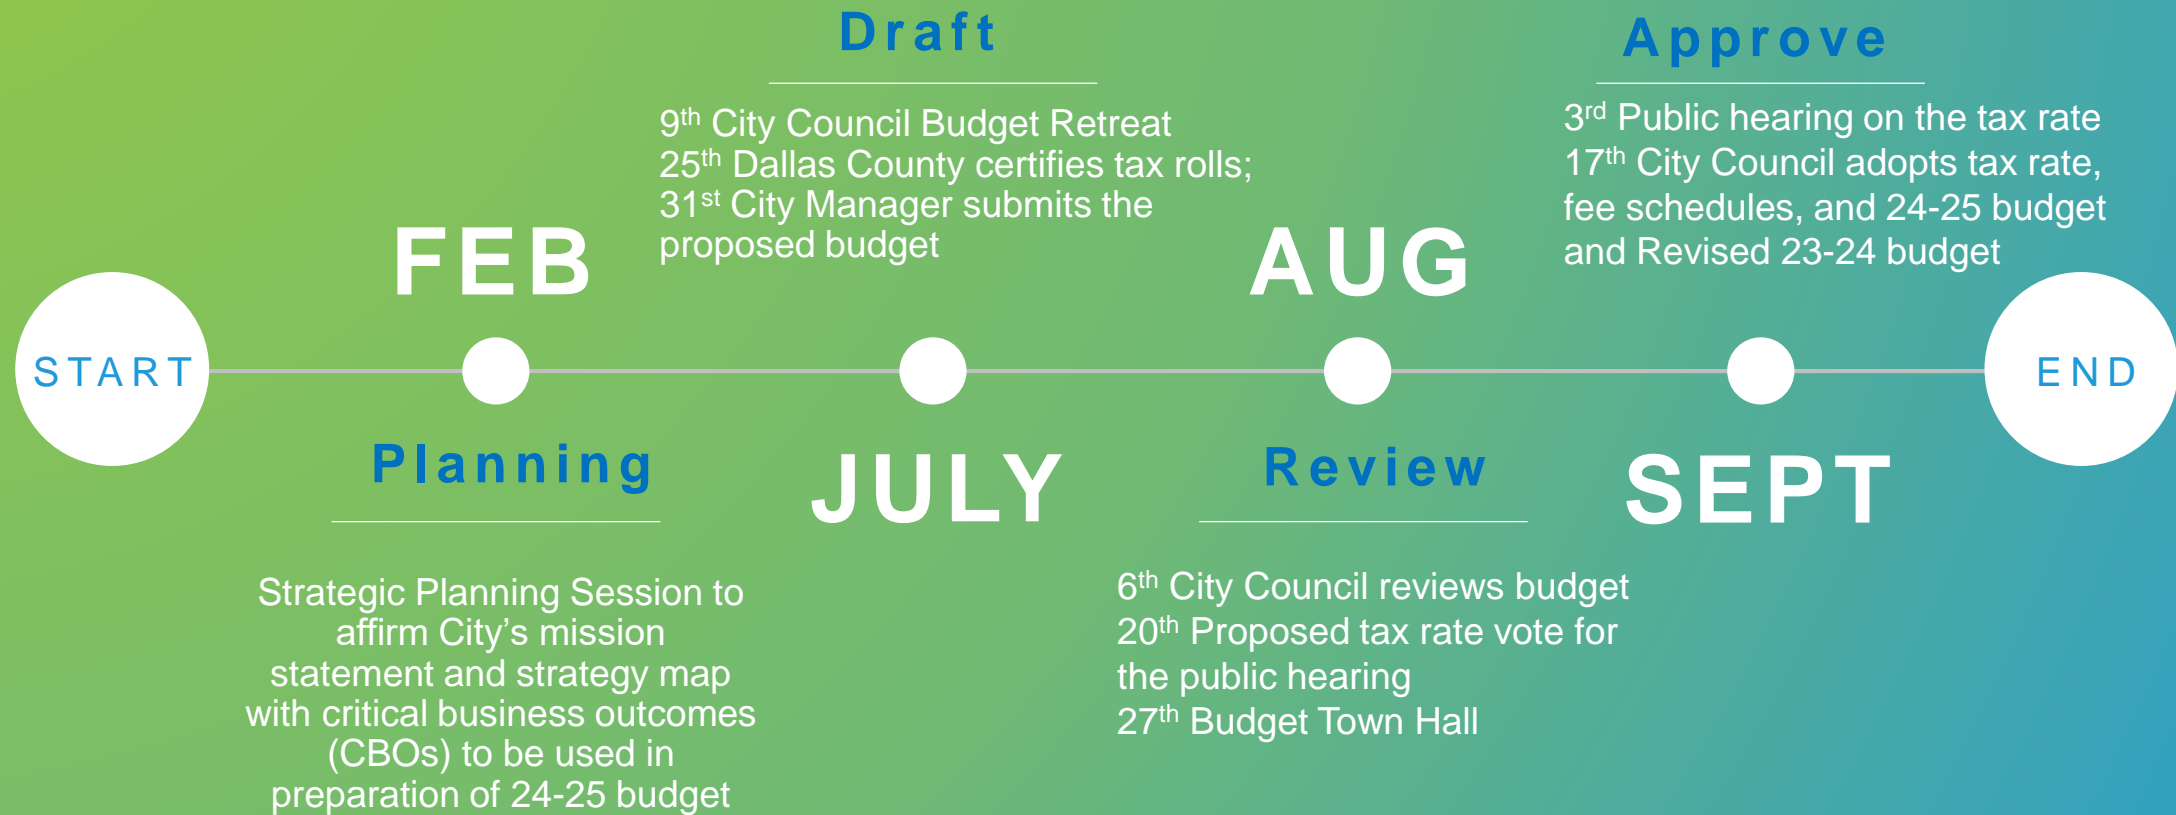 START
FEB
Planning
Strategic Planning Session to
affirm City’s mission
statement and strategy map
with critical business outcomes
(CBOs) to be used in
preparation of 24-25 budget
Draft
9th City Council Budget Retreat
25th Dallas County certifies tax rolls;
31st City Manager submits the
proposed budget
JULY
AUG
Review
6th City Council reviews budget
20th Proposed tax rate vote for
the public hearing
27th Budget Town Hall
Approve
3rd Public hearing on the tax rate
17th City Council adopts tax rate,
fee schedules, and 24-25 budget
and Revised 23-24 budget
SEPT
END